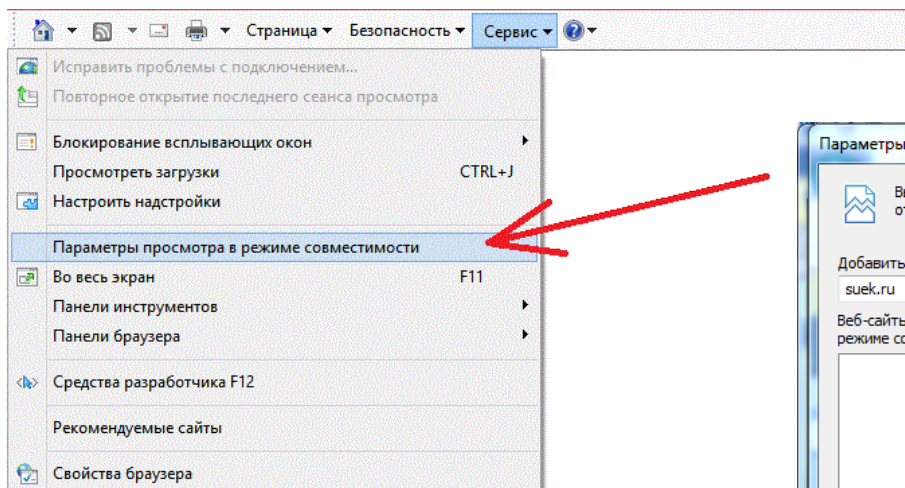 Страница Безопасность Сервис
Исправить проблемы с подключением...
Повторное открытие последнего сеанса просмотра
Блокирование всплывающих окон
Просмотреть загрузки CTRL+J
Настроить надстройки
Параметры просмотра в режиме совместимости
Во весь экран F11
Панели инструментов
Панели браузера
Средства разработчика F12
Рекомендуемые сайты
Свойства браузера
Параметры
Добавить
suek.ru
Веб-сайты
режиме